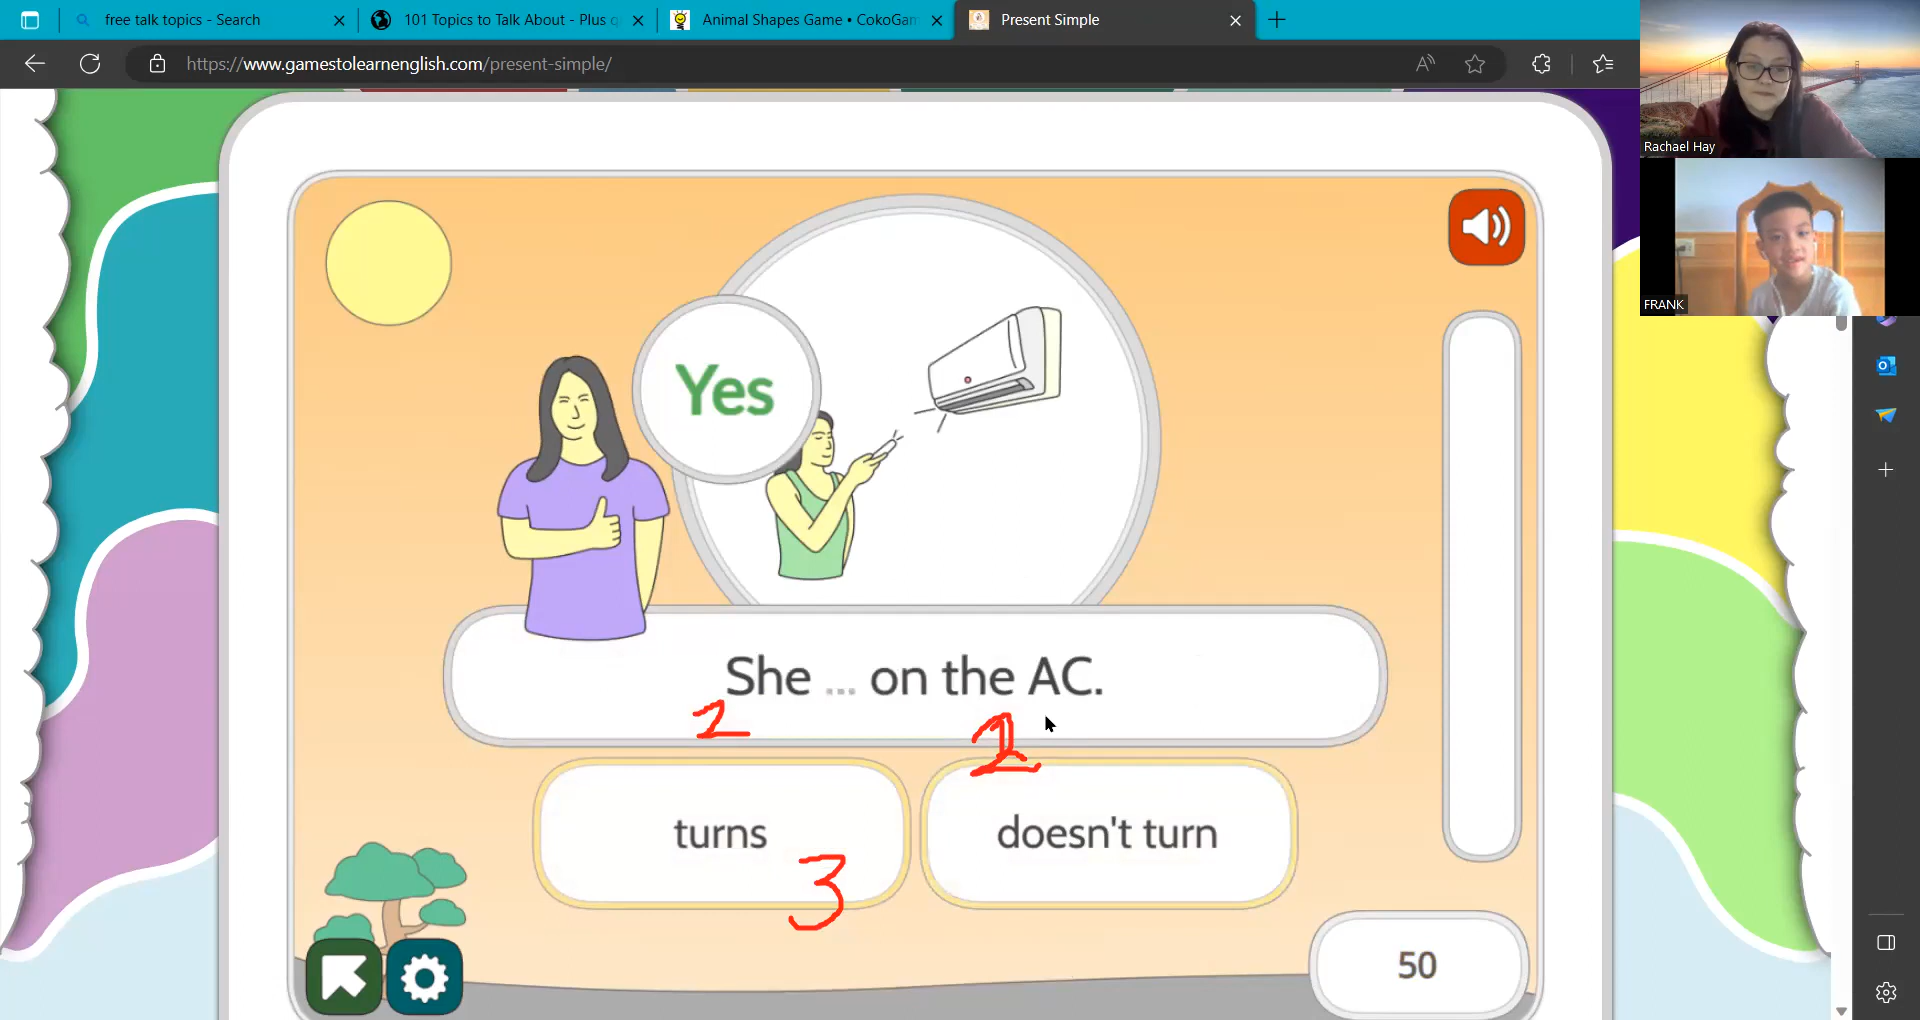 free talk topics - Search
101 Topics to Talk About - Plus q
Animal Shapes Game • CokoGam
Present Simple
https://www.gamestolearnenglish.com/present-simple/
Rachael Hay
FRANK
Yes
She ... on the AC.
2
1
turns
doesn't turn
3
50